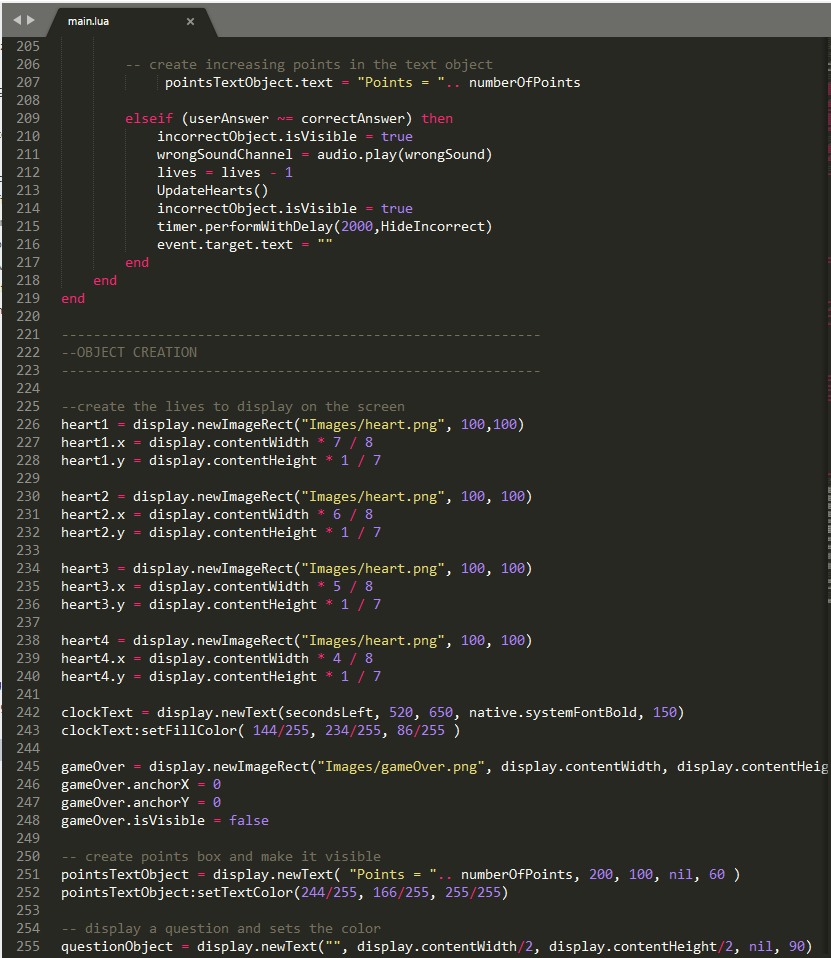 main.lua ×
205
206 -- create increasing points in the text object
207 pointsTextObject.text = "Points = ".. numberOfPoints
208
209 elseif (userAnswer ~= correctAnswer) then
210 incorrectObject.isVisible = true
211 wrongSoundChannel = audio.play(wrongSound)
212 lives = lives - 1
213 UpdateHearts()
214 incorrectObject.isVisible = true
215 timer.performWithDelay(2000,HideIncorrect)
216 event.target.text = ""
217 end
218 end
219 end
220
221 ------------------------------------------------------------
222 --OBJECT CREATION
223 ------------------------------------------------------------
224
225 --create the lives to display on the screen
226 heart1 = display.newImageRect("Images/heart.png", 100,100)
227 heart1.x = display.contentWidth * 7 / 8
228 heart1.y = display.contentHeight * 1 / 7
229
230 heart2 = display.newImageRect("Images/heart.png", 100, 100)
231 heart2.x = display.contentWidth * 6 / 8
232 heart2.y = display.contentHeight * 1 / 7
233
234 heart3 = display.newImageRect("Images/heart.png", 100, 100)
235 heart3.x = display.contentWidth * 5 / 8
236 heart3.y = display.contentHeight * 1 / 7
237
238 heart4 = display.newImageRect("Images/heart.png", 100, 100)
239 heart4.x = display.contentWidth * 4 / 8
240 heart4.y = display.contentHeight * 1 / 7
241
242 clockText = display.newText(secondsLeft, 520, 650, native.systemFontBold, 150)
243 clockText:setFillColor( 144/255, 234/255, 86/255 )
244
245 gameOver = display.newImageRect("Images/gameOver.png", display.contentWidth, display.contentHeig
246 gameOver.anchorX = 0
247 gameOver.anchorY = 0
248 gameOver.isVisible = false
249
250 -- create points box and make it visible
251 pointsTextObject = display.newText( "Points = ".. numberOfPoints, 200, 100, nil, 60 )
252 pointsTextObject:setTextColor(244/255, 166/255, 255/255)
253
254 -- display a question and sets the color
255 questionObject = display.newText("", display.contentWidth/2, display.contentHeight/2, nil, 90)